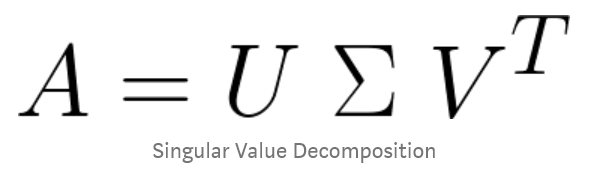 A = U Σ V^T
Singular Value Decomposition